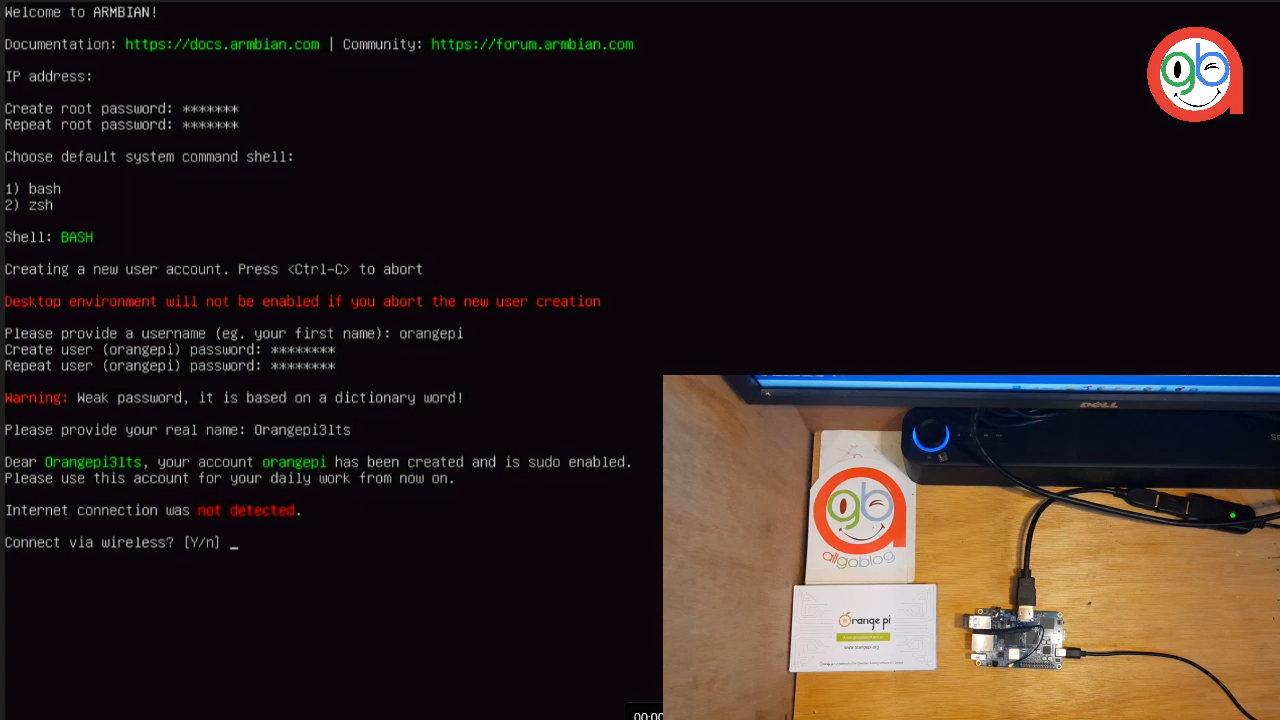 Welcome to ARMBIAN!
Documentation: https://docs.armbian.com | Community: https://forum.armbian.com
IP address:
Create root password: *******
Repeat root password: *******
Choose default system command shell:
1) bash
2) zsh
Shell: BASH
Creating a new user account. Press <Ctrl-C> to abort
Desktop environment will not be enabled if you abort the new user creation
Please provide a username (eg. your first name): orangepi
Create user (orangepi) password: ********
Repeat user (orangepi) password: ********
Warning: Weak password, it is based on a dictionary word!
Please provide your real name: Orangepi3lts
Dear Orangepi3lts, your account orangepi has been created and is sudo enabled.
Please use this account for your daily work from now on.
Internet connection was not detected.
Connect via wireless? [Y/n] _
agb
DELL
agb
allgoblog
Orange pi
www.orangepi.org